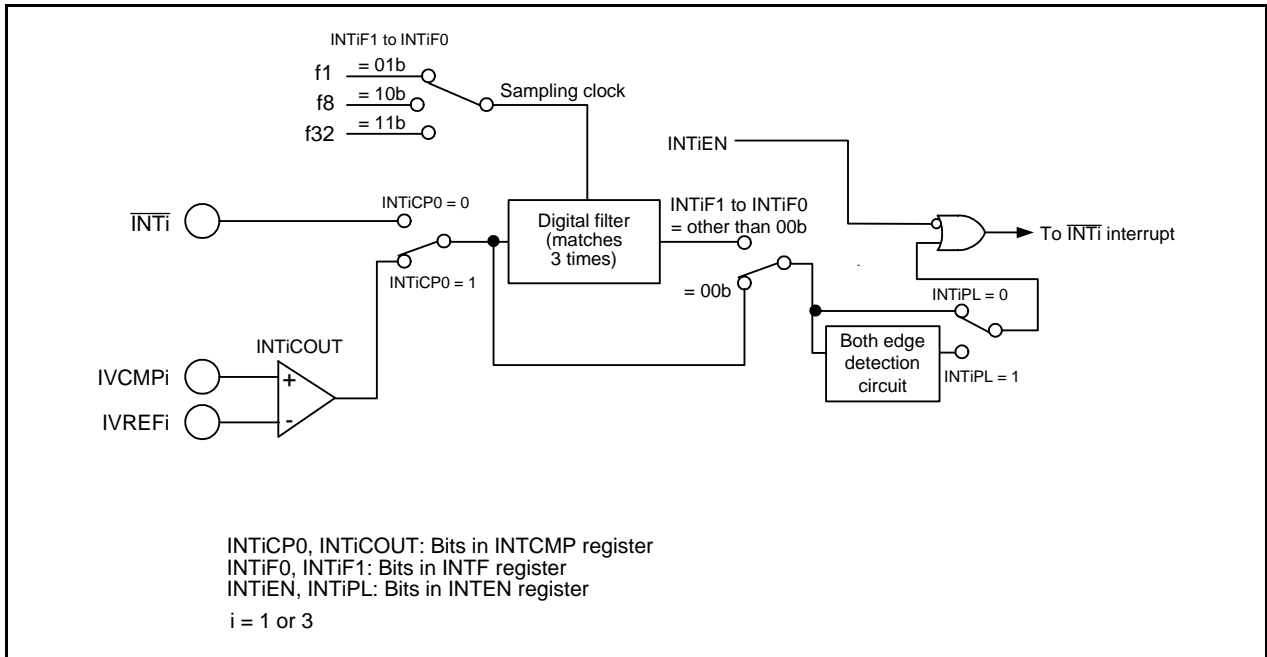 INTiF1 to INTiF0
f1 = 01b
f8 = 10b
f32 = 11b
Sampling clock
INTiEN
INTi
INTiCP0 = 0
INTiCP0 = 1
Digital filter
(matches
3 times)
INTiF1 to INTiF0
= other than 00b
= 00b
To INTi interrupt
INTiPL = 0
INTiPL = 1
Both edge
detection
circuit
INTiCOUT
IVCMPi
+
IVREFi
-
INTiCP0, INTiCOUT: Bits in INTCMP register
INTiF0, INTiF1: Bits in INTF register
INTiEN, INTiPL: Bits in INTEN register
i = 1 or 3